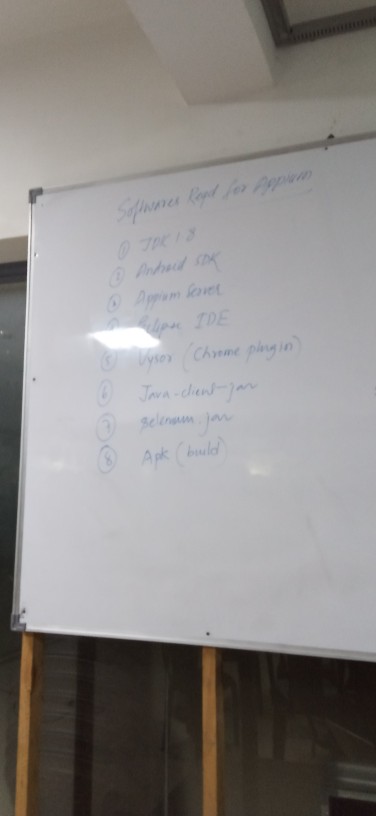 Softwares Reqd for Appium
① JDK 1.8
② Android SDK
③ Appium Server
④ Eclipse IDE
⑤ Vysor (Chrome plugin)
⑥ Java-client-jar
⑦ Selenium.jar
⑧ Apk (build)